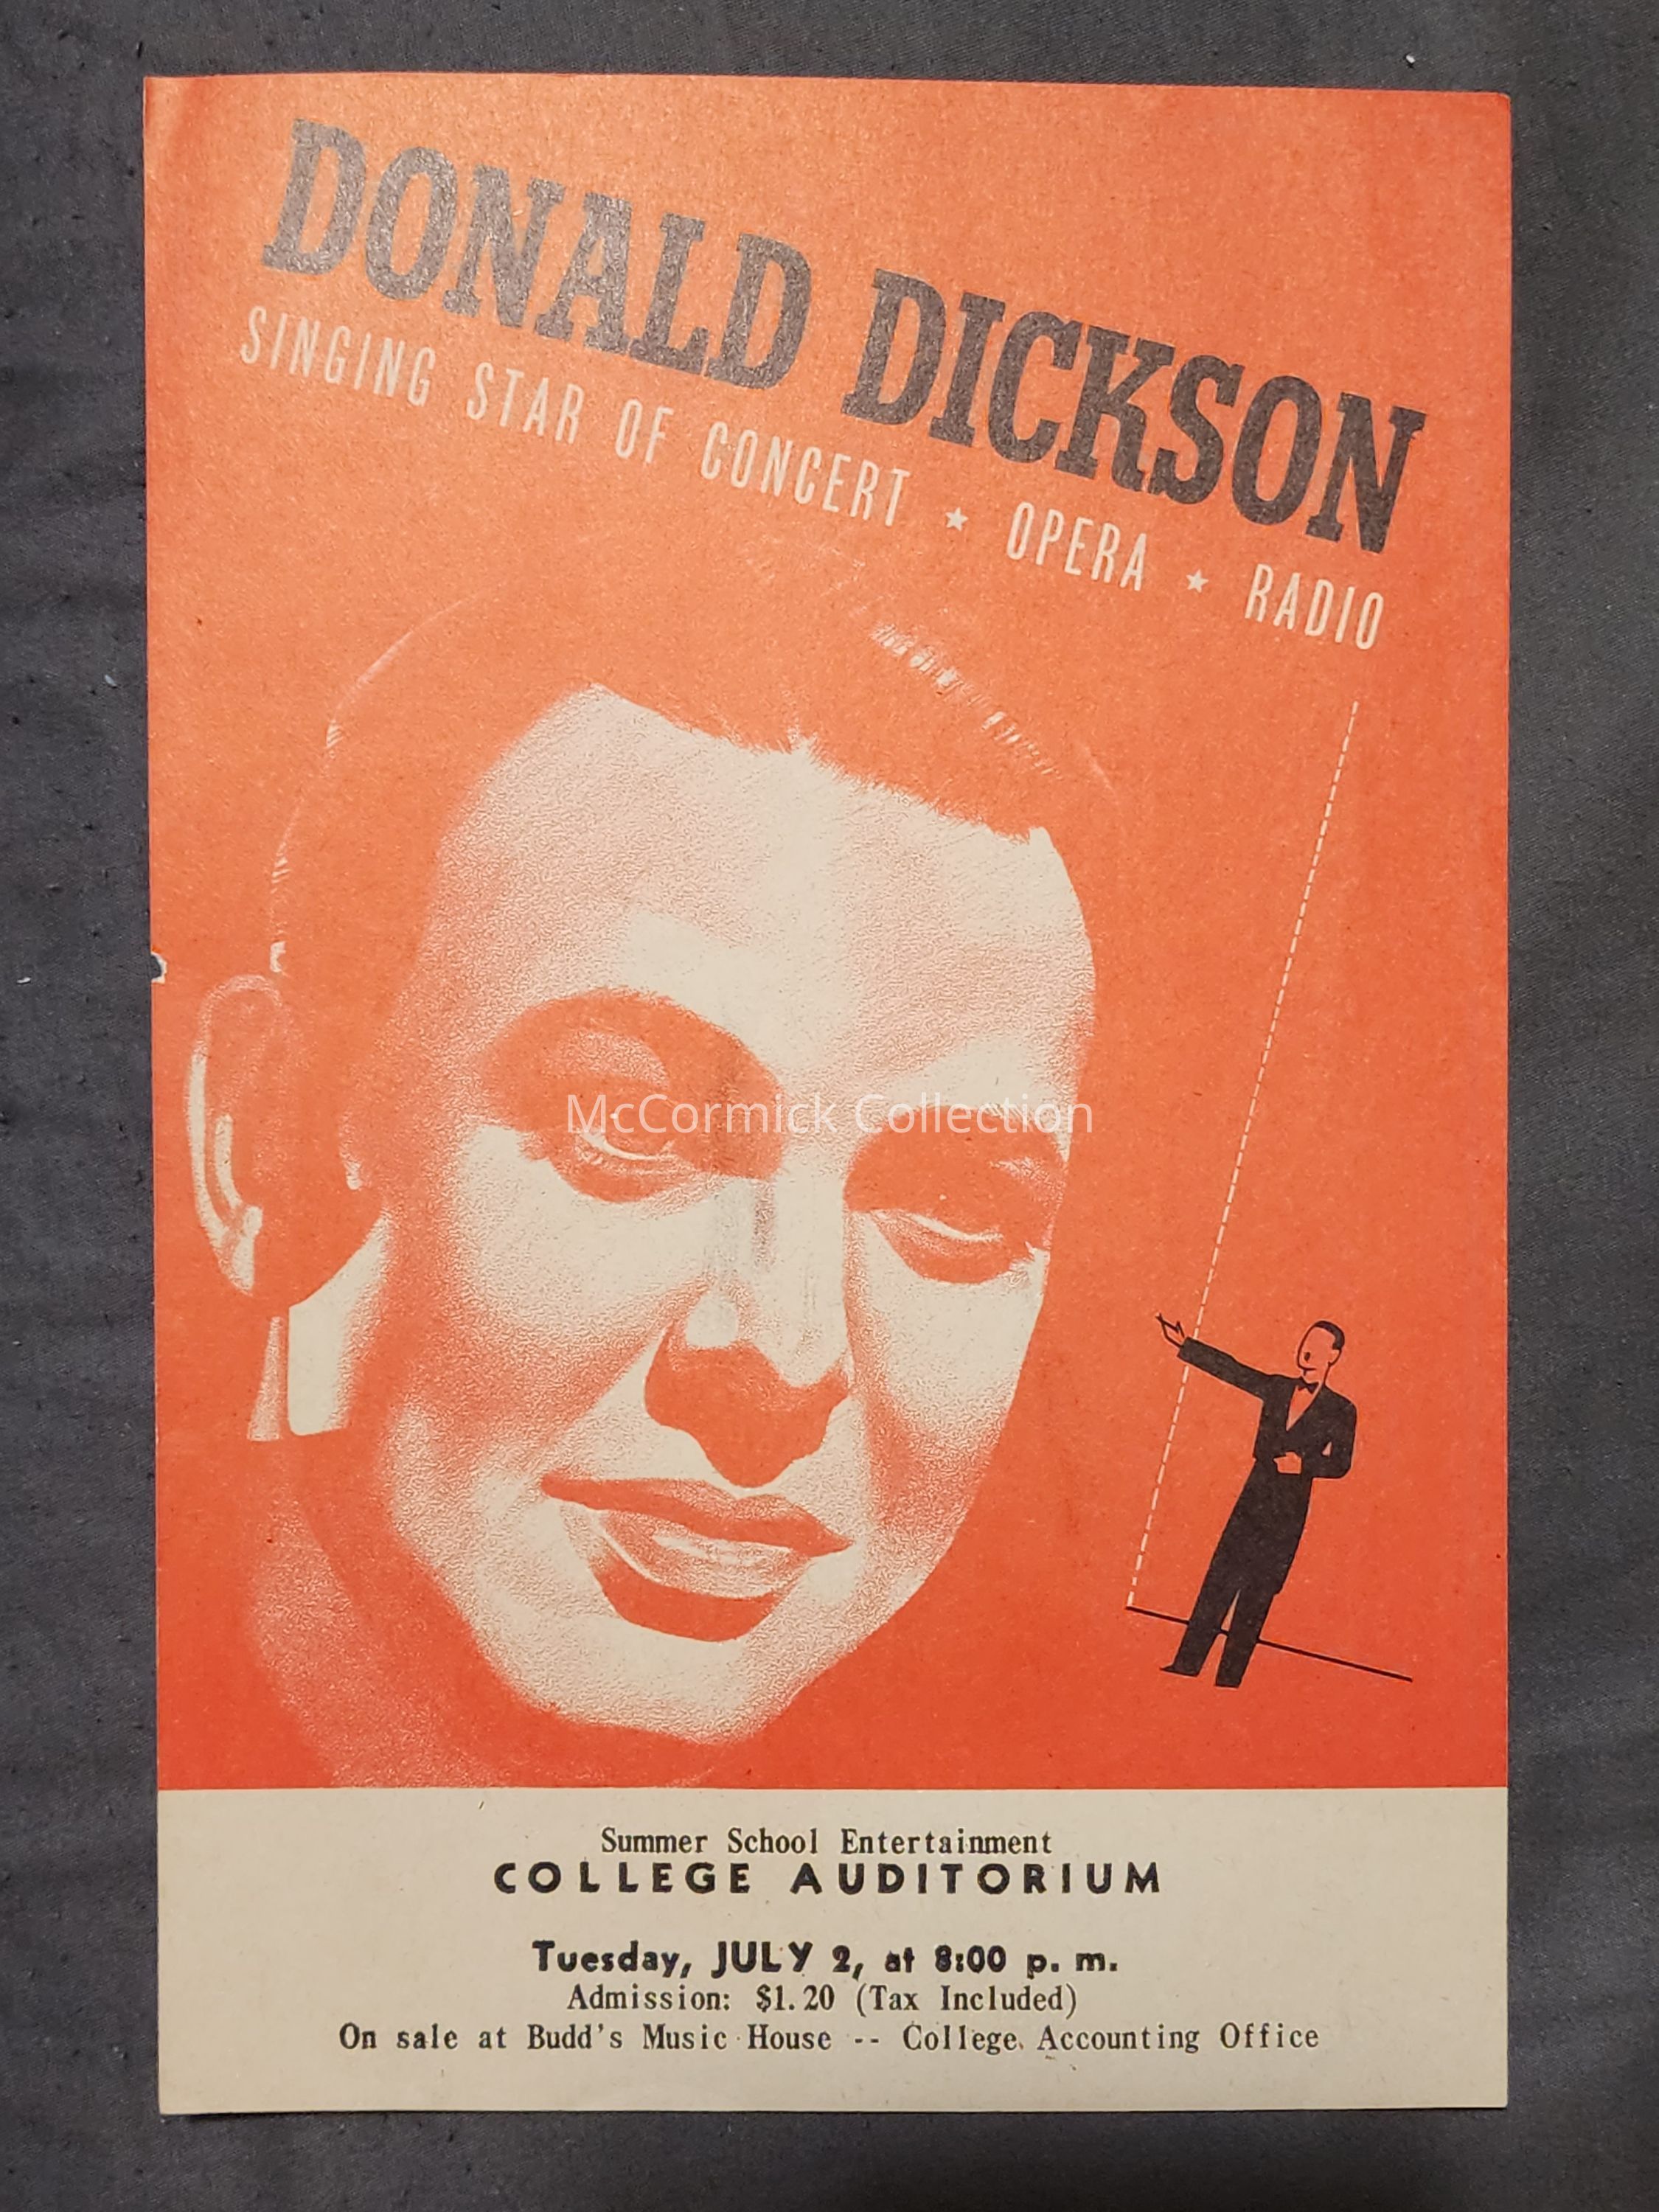 DONALD DICKSON
SINGING STAR OF CONCERT ★ OPERA ★ RADIO
McCormick Collection
Summer School Entertainment
COLLEGE AUDITORIUM
Tuesday, JULY 2, at 8:00 p. m.
Admission: $1.20 (Tax Included)
On sale at Budd's Music House -- College Accounting Office